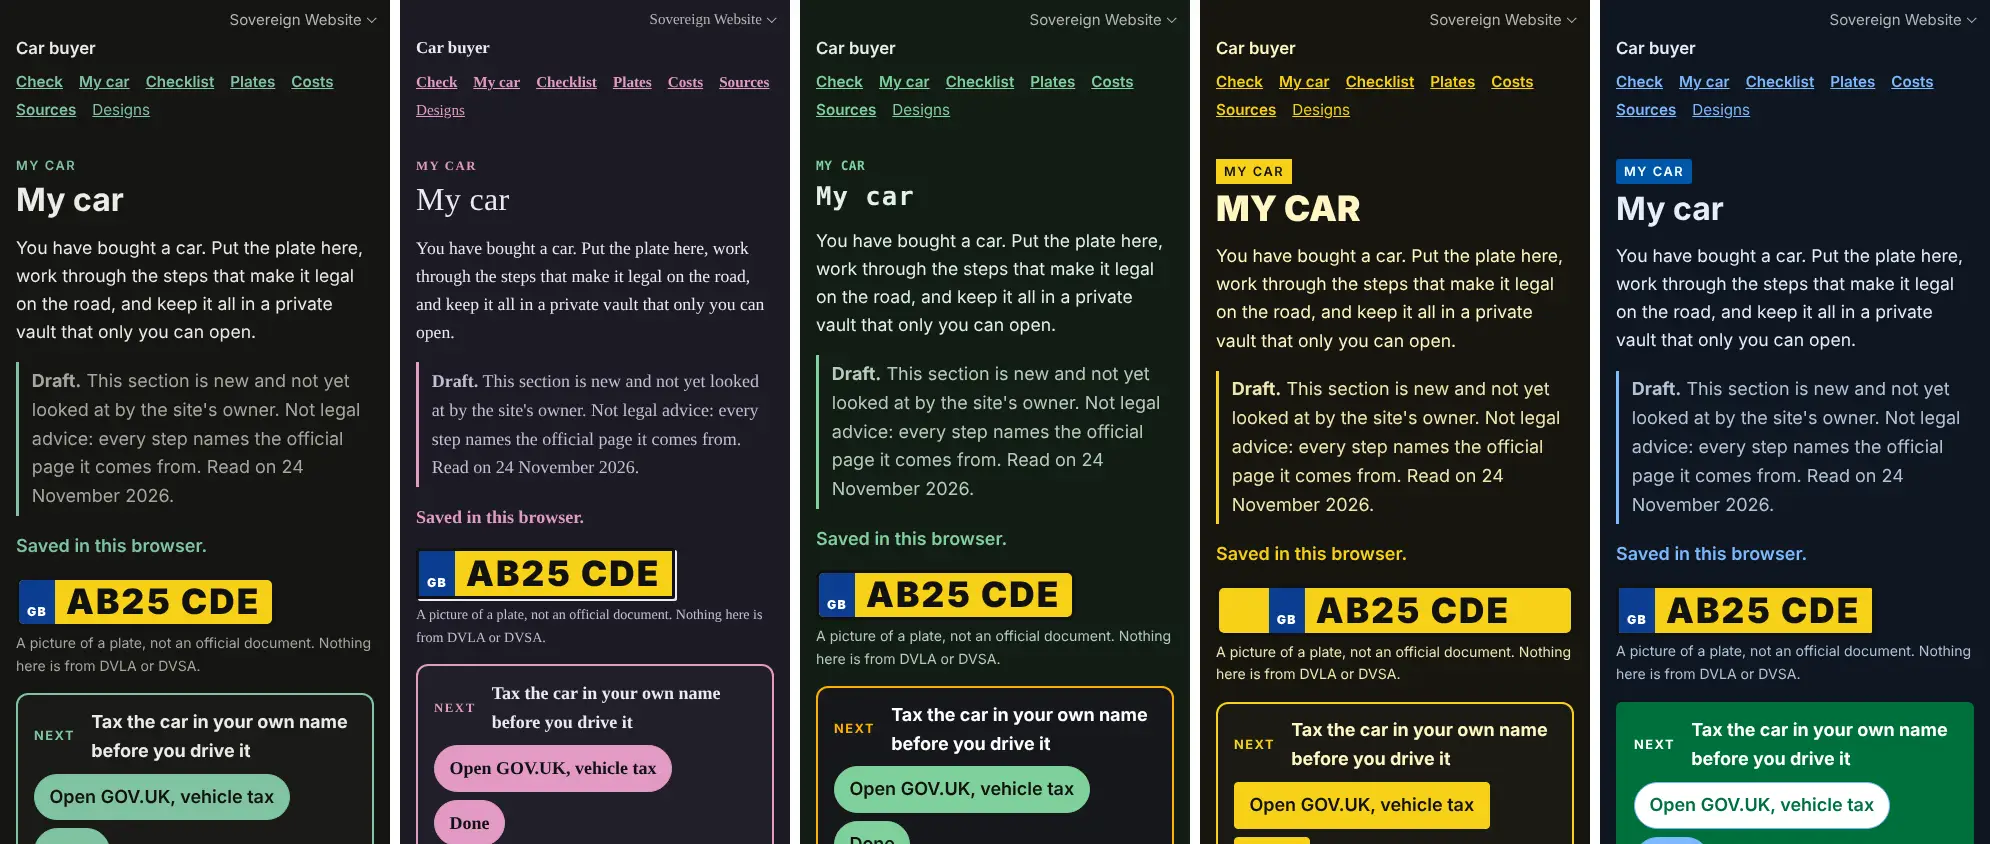 Sovereign Website
Car buyer
Check My car Checklist Plates Costs
Sources Designs
MY CAR
My car
You have bought a car. Put the plate here,
work through the steps that make it legal
on the road, and keep it all in a private
vault that only you can open.
Draft. This section is new and not yet
looked at by the site's owner. Not legal
advice: every step names the official
page it comes from. Read on 24
November 2026.
Saved in this browser.
GB AB25 CDE
A picture of a plate, not an official document. Nothing
here is from DVLA or DVSA.
NEXT Tax the car in your own name
before you drive it
Open GOV.UK, vehicle tax
Sovereign Website
Car buyer
Check My car Checklist Plates Costs Sources
Designs
MY CAR
My car
You have bought a car. Put the plate here, work
through the steps that make it legal on the road,
and keep it all in a private vault that only you can
open.
Draft. This section is new and not yet looked
at by the site's owner. Not legal advice: every
step names the official page it comes from.
Read on 24 November 2026.
Saved in this browser.
GB AB25 CDE
A picture of a plate, not an official document. Nothing here is
from DVLA or DVSA.
NEXT Tax the car in your own name
before you drive it
Open GOV.UK, vehicle tax
Done
Sovereign Website
Car buyer
Check My car Checklist Plates Costs
Sources Designs
MY CAR
My car
You have bought a car. Put the plate here,
work through the steps that make it legal
on the road, and keep it all in a private
vault that only you can open.
Draft. This section is new and not yet
looked at by the site's owner. Not legal
advice: every step names the official
page it comes from. Read on 24
November 2026.
Saved in this browser.
GB AB25 CDE
A picture of a plate, not an official document. Nothing
here is from DVLA or DVSA.
NEXT Tax the car in your own name
before you drive it
Open GOV.UK, vehicle tax
Done
Sovereign Website
Car buyer
Check My car Checklist Plates Costs
Sources Designs
MY CAR
MY CAR
You have bought a car. Put the plate here,
work through the steps that make it legal
on the road, and keep it all in a private
vault that only you can open.
Draft. This section is new and not yet
looked at by the site's owner. Not legal
advice: every step names the official
page it comes from. Read on 24
November 2026.
Saved in this browser.
GB AB25 CDE
A picture of a plate, not an official document. Nothing
here is from DVLA or DVSA.
NEXT Tax the car in your own name
before you drive it
Open GOV.UK, vehicle tax
Sovereign Website
Car buyer
Check My car Checklist Plates Costs
Sources Designs
MY CAR
My car
You have bought a car. Put the plate here,
work through the steps that make it legal
on the road, and keep it all in a private
vault that only you can open.
Draft. This section is new and not yet
looked at by the site's owner. Not legal
advice: every step names the official
page it comes from. Read on 24
November 2026.
Saved in this browser.
GB AB25 CDE
A picture of a plate, not an official document. Nothing
here is from DVLA or DVSA.
NEXT Tax the car in your own name
before you drive it
Open GOV.UK, vehicle tax